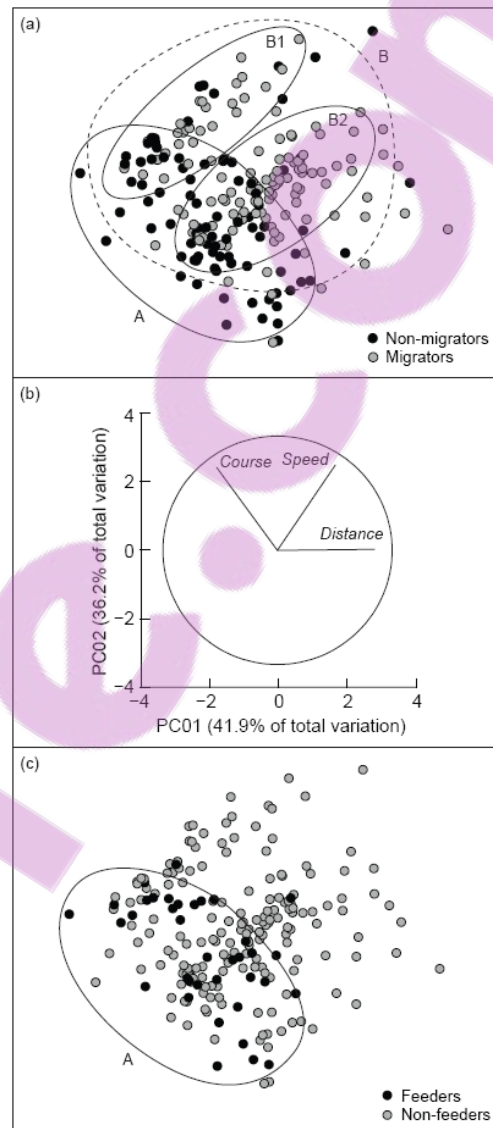 (a)
B1
B
B2
A
Non-migrators
Migrators
(b)
4
2
0
−2
−4
PC02 (36.2% of total variation)
Course Speed
Distance
−4 −2 0 2 4
PC01 (41.9% of total variation)
(c)
A
Feeders
Non-feeders